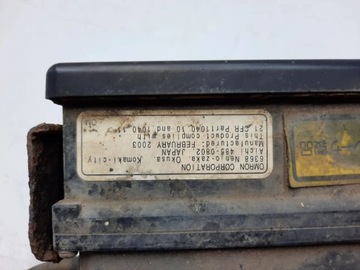 OMRON CORPORATION
6368 Nenjo-zaka, Okusa, Komaki-city
Aichi 485-0802 JAPAN
Manufactured: FEBRUARY 2003
This Product complies with
21 CFR Part 1040.10 and 1040.11